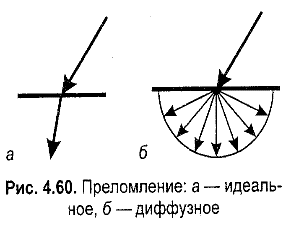 а
б
Рис. 4.60. Преломление: а — идеаль-
ное, б — диффузное